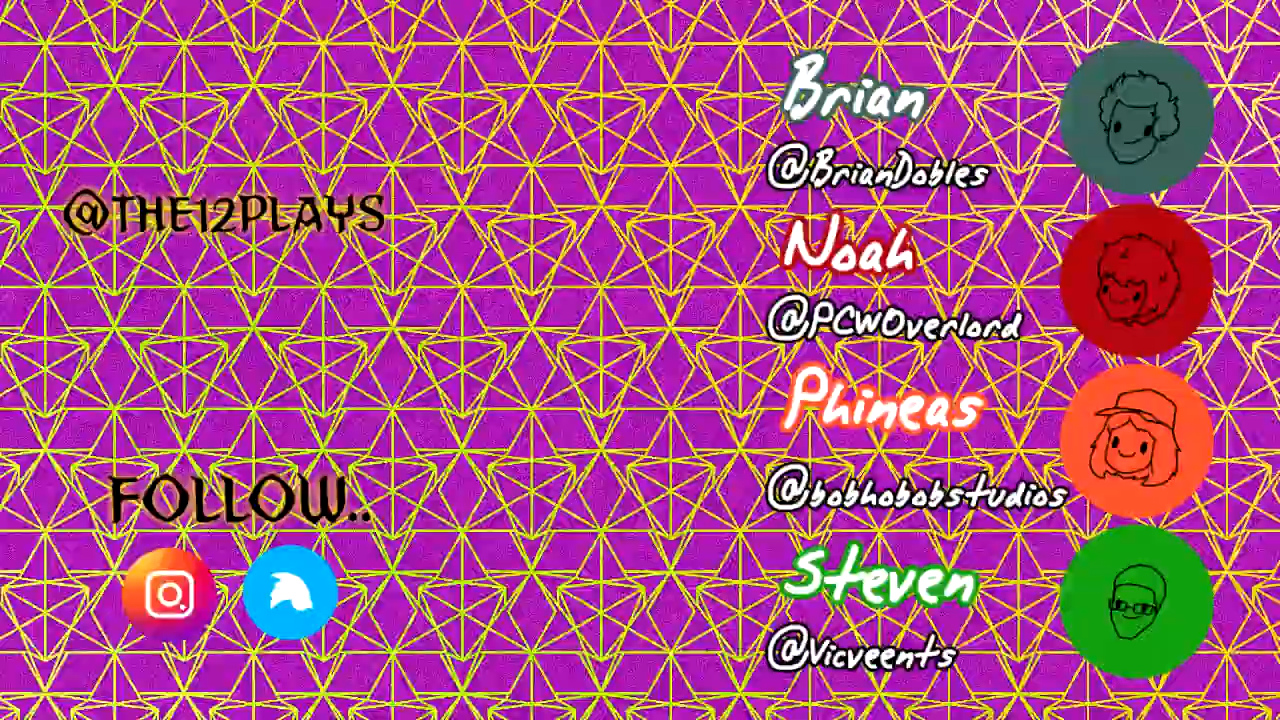 @THE12PLAYS
FOLLOW..
Brian
@BrianDobles
Noah
@PCWOverlord
Phineas
@bobhobobstudios
Steven
@Vicveents